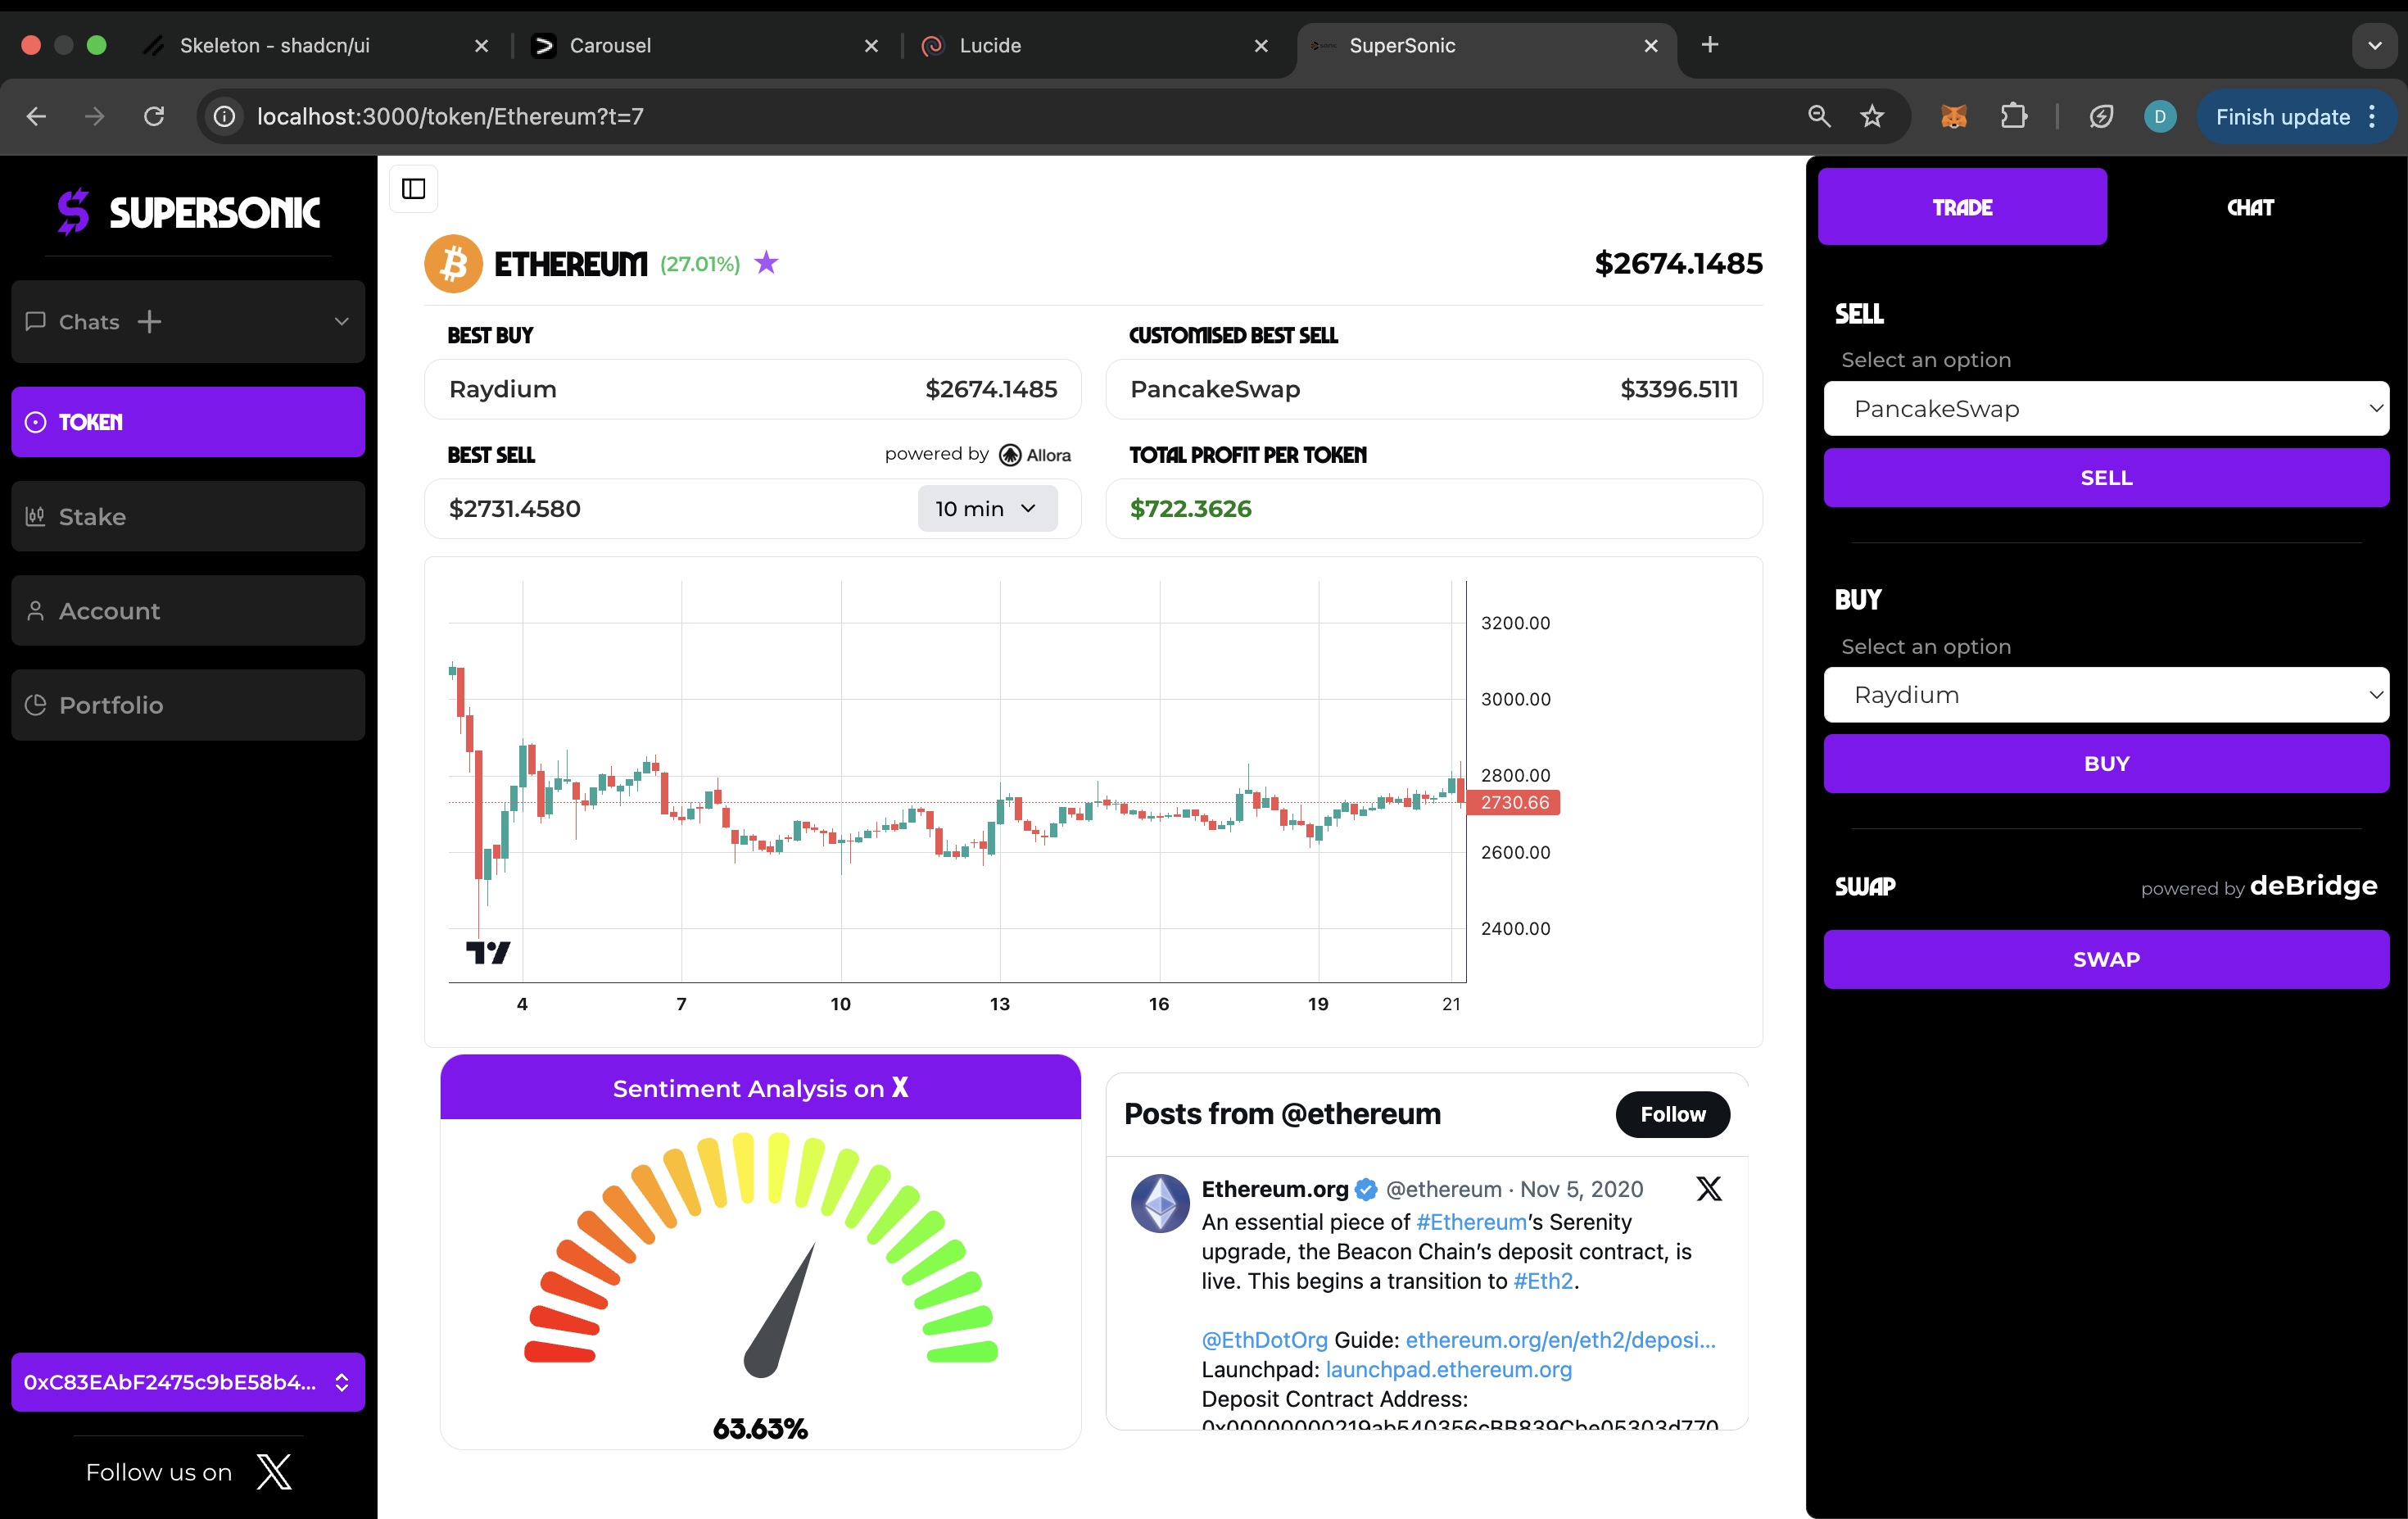 Skeleton - shadcn/ui
Carousel
Lucide
SuperSonic
localhost:3000/token/Ethereum?t=7
D
Finish update
SUPERSONIC
Chats
TOKEN
Stake
Account
Portfolio
0xC83EAbF2475c9bE58b4...
Follow us on X
ETHEREUM (27.01%)
$2674.1485
BEST BUY
Raydium $2674.1485
CUSTOMISED BEST SELL
PancakeSwap $3396.5111
BEST SELL
powered by Allora
$2731.4580
10 min
TOTAL PROFIT PER TOKEN
$722.3626
3200.00
3000.00
2800.00
2730.66
2600.00
2400.00
4 7 10 13 16 19 21
Sentiment Analysis on X
63.63%
Posts from @ethereum
Follow
Ethereum.org @ethereum · Nov 5, 2020
An essential piece of #Ethereum’s Serenity
upgrade, the Beacon Chain’s deposit contract, is
live. This begins a transition to #Eth2.
@EthDotOrg Guide: ethereum.org/en/eth2/deposi…
Launchpad: launchpad.ethereum.org
Deposit Contract Address:
0x00000000219ab540356cBB839Cbe05303d770
TRADE
CHAT
SELL
Select an option
PancakeSwap
SELL
BUY
Select an option
Raydium
BUY
SWAP
powered by deBridge
SWAP